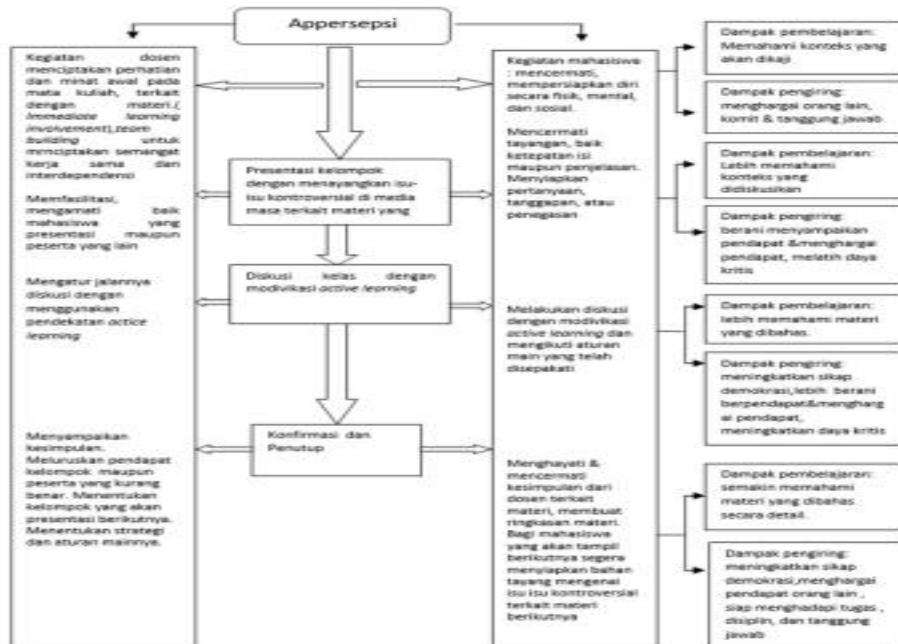 Appersepsi
Kegiatan dosen
menciptakan perhatian
dan minat awal pada
mata kuliah, terkait
dengan materi.(
Immediate learning
involvement),team
building untuk
menciptakan semangat
kerja sama dan
interdependensi
Memfasilitasi,
mengamati baik
mahasiswa yang
presentasi maupun
peserta yang lain
Mengatur jalannya
diskusi dengan
menggunakan
pendekatan actice
learning
Menyampaikan
kesimpulan.
Meluruskan pendapat
kelompok maupun
peserta yang kurang
benar. Menentukan
kelompok yang akan
presentasi berikutnya.
Menentukan strategi
dan aturan mainnya.
Presentasi kelompok
dengan menayangkan isu-
isu kontroversial di media
masa terkait materi yang
Diskusi kelas dengan
modivikasi active learning
Konfirmasi dan
Penutup
Kegiatan mahasiswa
: mencermati,
mempersiapkan diri
secara fisik, mental,
dan sosial.
Mencermati
tayangan, baik
ketepatan isi
maupun penjelasan.
Menyiapkan
pertanyaan,
tanggapan, atau
penegasan
Melakukan diskusi
dengan modivikasi
active learning dan
mengikuti aturan
main yang telah
disepakati
Menghayati &
mencermati
kesimpulan dari
dosen terkait
materi, membuat
ringkasan materi.
Bagi mahasiswa
yang akan tampil
berikutnya segera
menyiapkan bahan
tayang mengenai
isu isu kontroversial
terkait materi
berikutnya
Dampak pembelajaran:
Memahami konteks yang
akan dikaji
Dampak pengiring:
menghargai orang lain,
komit & tanggung jawab
Dampak pembelajaran:
Lebih memahami
konteks yang
didiskusikan
Dampak pengiring:
berani menyampaikan
pendapat &menghargai
pendapat, melatih daya
kritis
Dampak pembelajaran:
lebih memahami materi
yang dibahas.
Dampak pengiring:
meningkatkan sikap
demokrasi,lebih berani
berpendapat&mengharg
ai pendapat,
meningkatkan daya kritis
Dampak pembelajaran:
semakin memahami
materi yang dibahas
secara detail.
Dampak pengiring:
meningkatkan sikap
demokrasi,menghargai
pendapat orang lain ,
siap menghadapi tugas ,
disiplin, dan tanggung
jawab